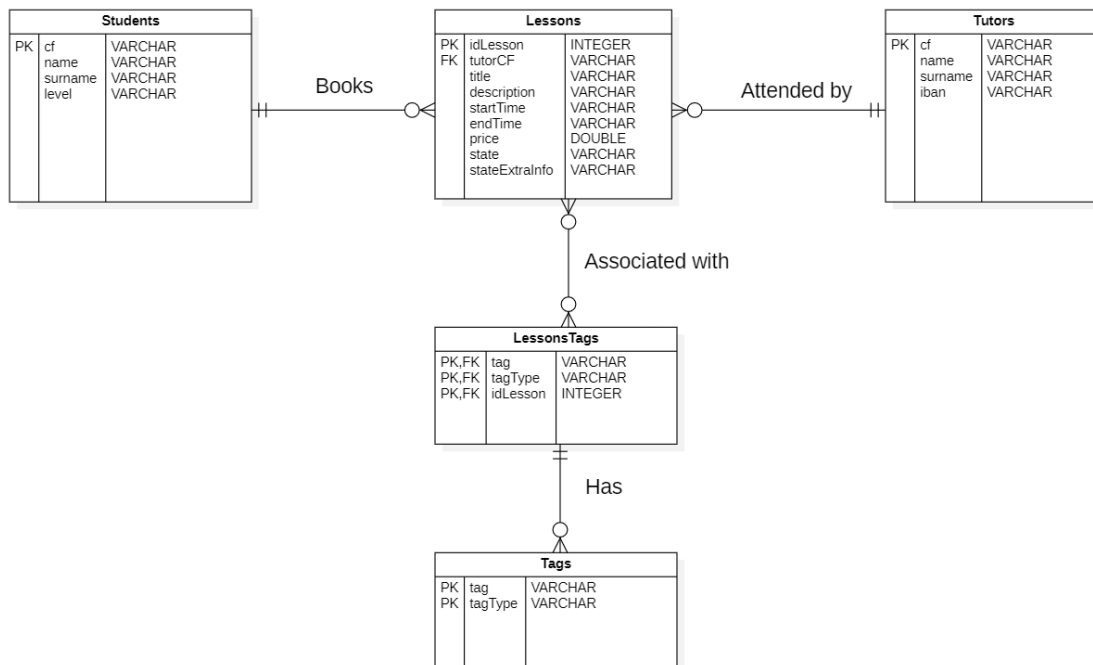 Students
PK cf VARCHAR
name VARCHAR
surname VARCHAR
level VARCHAR
Books
Lessons
PK idLesson INTEGER
FK tutorCF VARCHAR
title VARCHAR
description VARCHAR
startTime VARCHAR
endTime VARCHAR
price DOUBLE
state VARCHAR
stateExtraInfo VARCHAR
Attended by
Tutors
PK cf VARCHAR
name VARCHAR
surname VARCHAR
iban VARCHAR
Associated with
LessonsTags
PK,FK tag VARCHAR
PK,FK tagType VARCHAR
PK,FK idLesson INTEGER
Has
Tags
PK tag VARCHAR
PK tagType VARCHAR